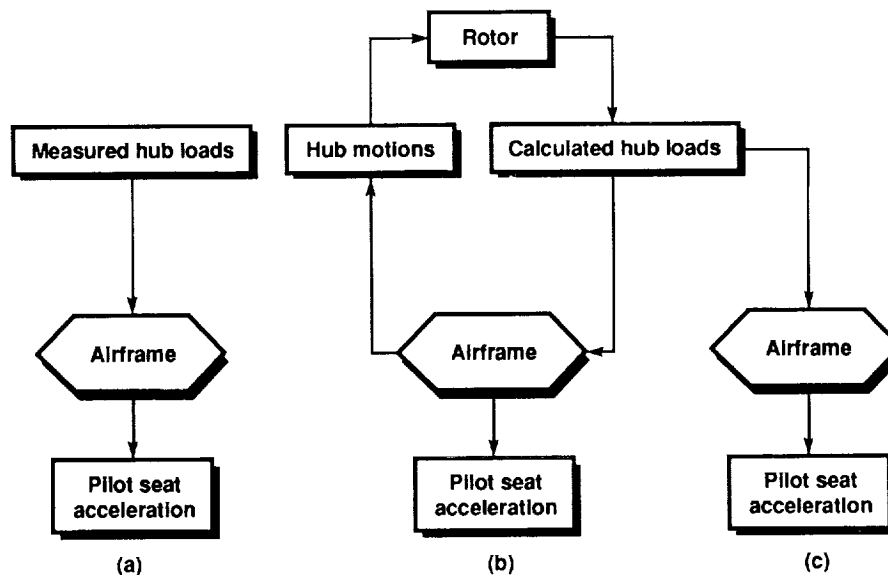 Rotor
Measured hub loads
Hub motions
Calculated hub loads
Airframe
Airframe
Airframe
Pilot seat
acceleration
Pilot seat
acceleration
Pilot seat
acceleration
(a)
(b)
(c)